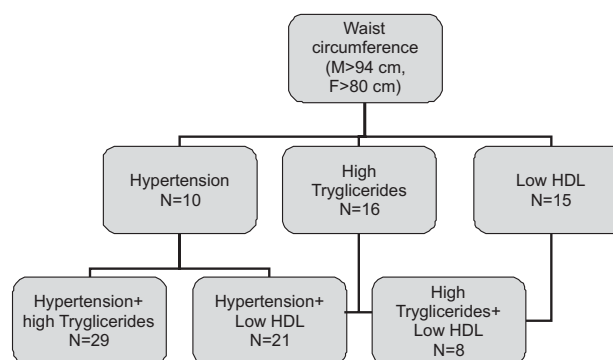 Waist
circumference
(M>94 cm,
F>80 cm)
Hypertension
N=10
High
Tryglicerides
N=16
Low HDL
N=15
Hypertension+
high Tryglicerides
N=29
Hypertension+
Low HDL
N=21
High
Tryglicerides+
Low HDL
N=8